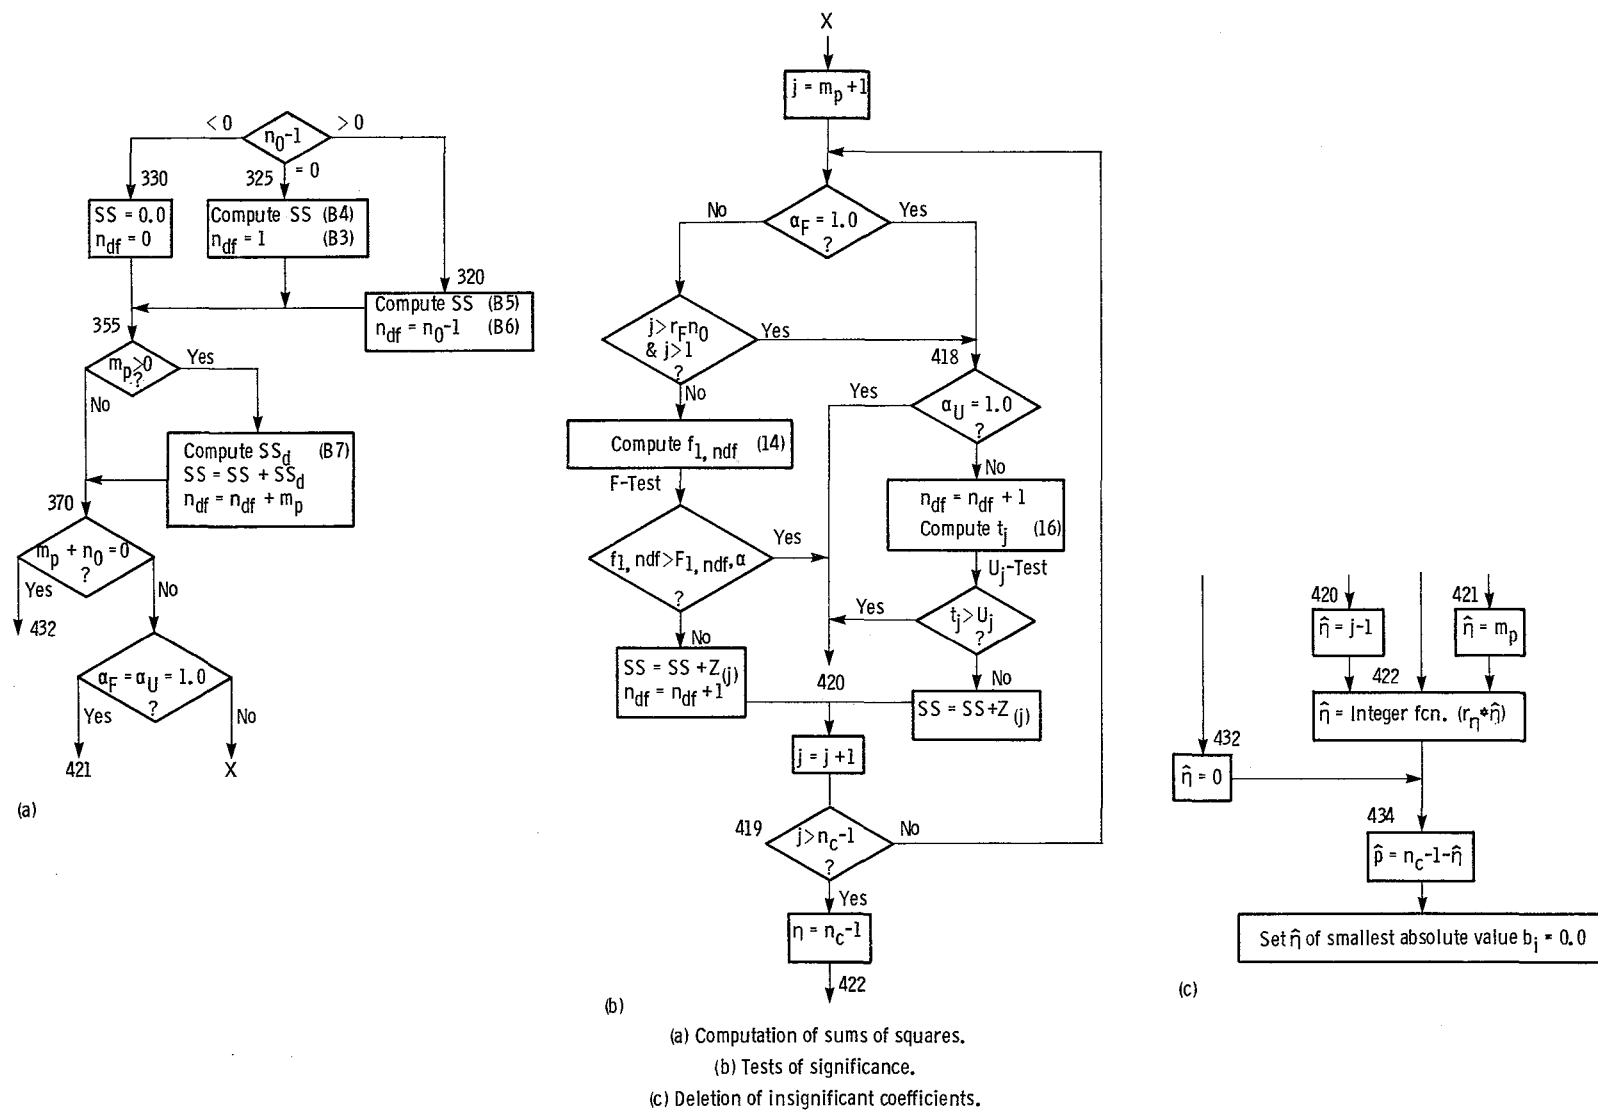 < 0
n0-1
> 0
= 0
330
325
SS = 0.0
ndf = 0
Compute SS (B4)
ndf = 1 (B3)
320
Compute SS (B5)
ndf = n0-1 (B6)
355
mp>0
?
Yes
No
Compute SSd (B7)
SS = SS + SSd
ndf = ndf + mp
370
mp + n0 = 0
?
Yes
No
432
αF = αU = 1.0
?
Yes
No
421
X
(a)
X
j = mp +1
No
αF = 1.0
?
Yes
j > rFn0
& j>1
?
Yes
No
418
Yes
αU = 1.0
?
No
Compute f1, ndf (14)
F-Test
ndf = ndf + 1
Compute tj (16)
Uj-Test
f1, ndf>F1, ndf, α
?
Yes
No
Yes
tj > Uj
?
No
SS = SS + Z(j)
ndf = ndf +1
420
SS = SS+Z(j)
j = j +1
419
j>nc-1
?
No
Yes
η = nc-1
422
(b)
420
421
η̂ = j-1
η̂ = mp
422
η̂ = Integer fcn. (rη*η̂)
432
η̂ = 0
434
p̂ = nc-1-η̂
Set η̂ of smallest absolute value bi = 0.0
(c)
(a) Computation of sums of squares.
(b) Tests of significance.
(c) Deletion of insignificant coefficients.